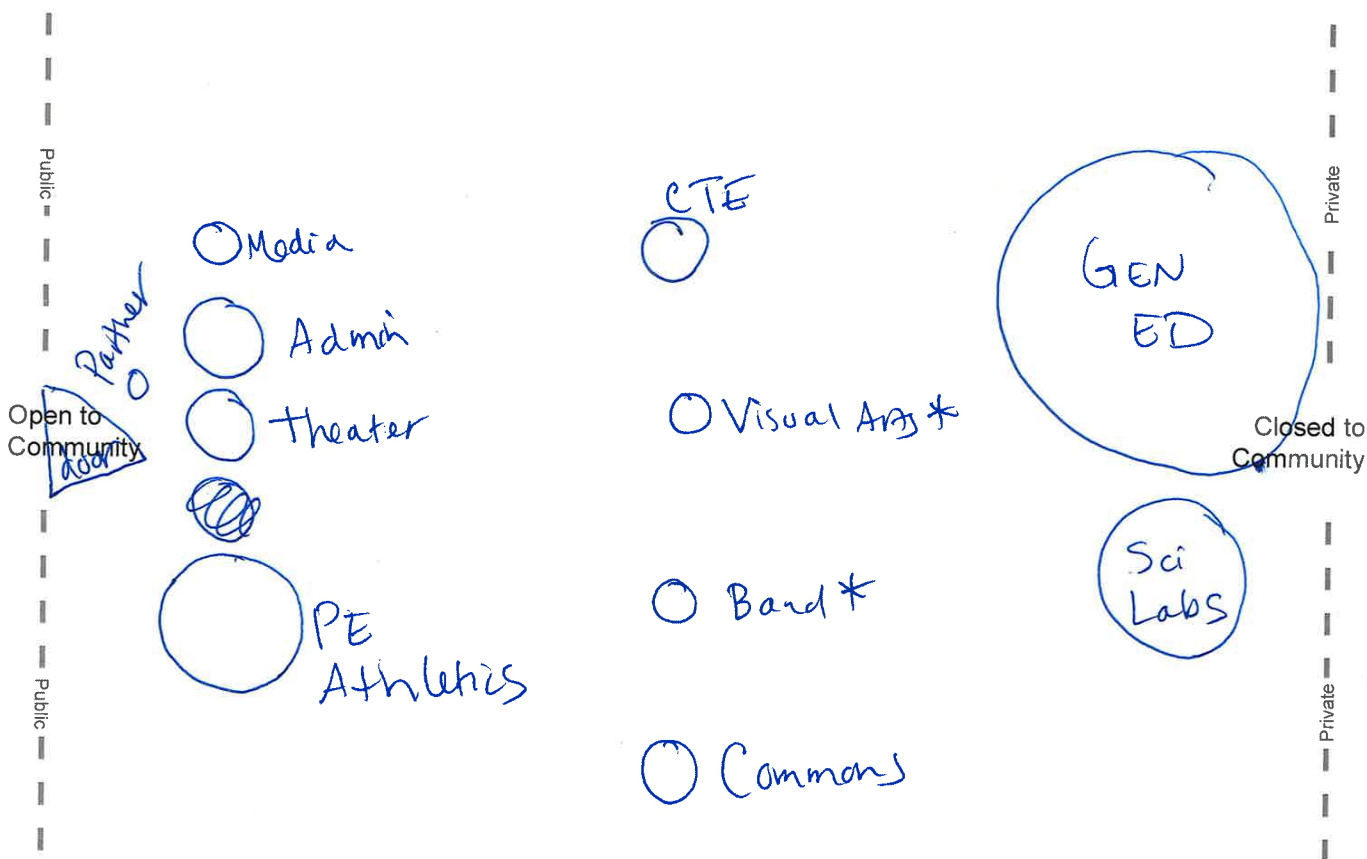 Public
Private
CTE
Media
GEN
ED
Partner
Admin
Open to
Community
door
Theater
Visual Arts *
Closed to
Community
Sci
Labs
Band *
PE
Athletics
Public
Private
Commons